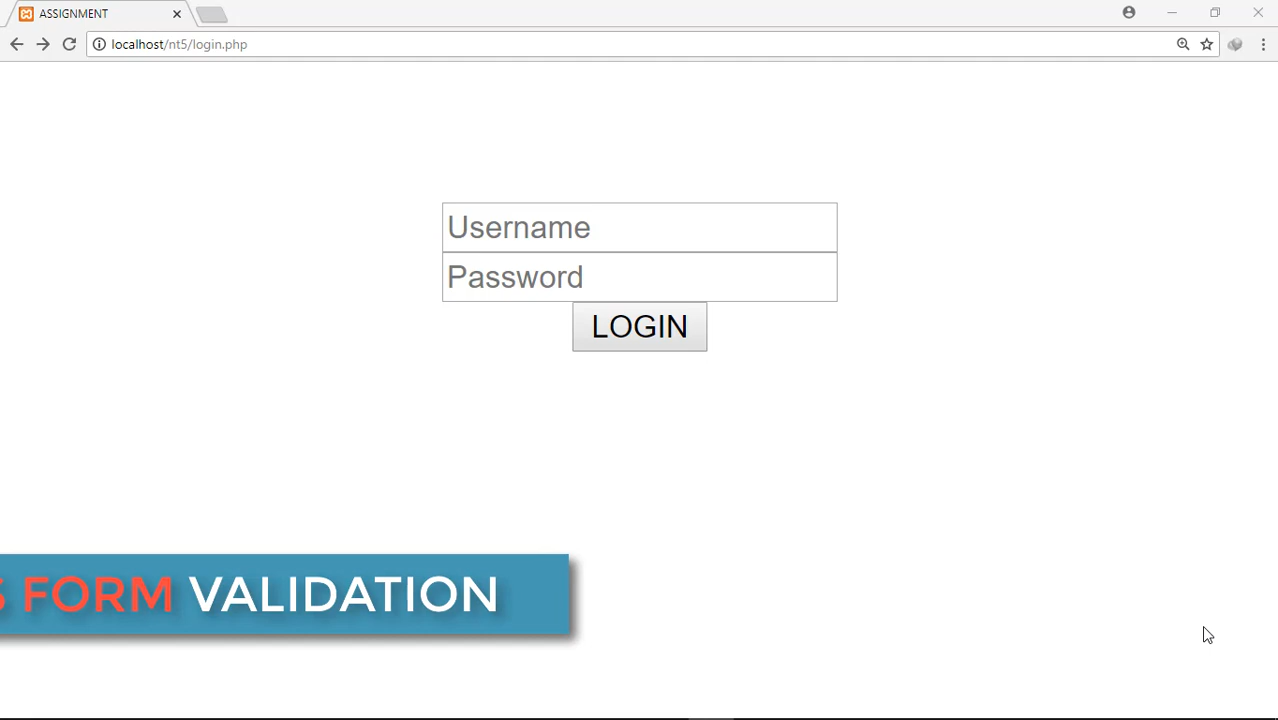 ASSIGNMENT
localhost/nt5/login.php
Username
Password
LOGIN
FORM VALIDATION